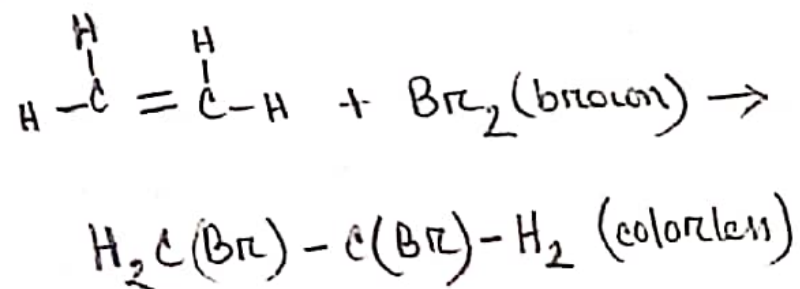 H H
H - C = C - H + Br₂ (brown) →
H₂C(Br) - C(Br) - H₂ (colorless)